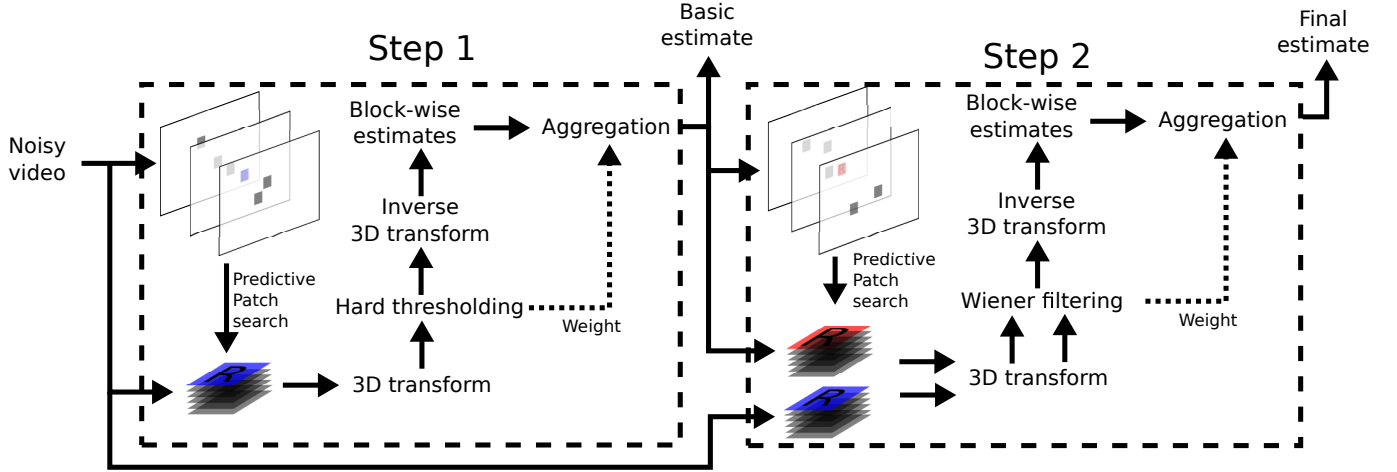 Step 1
Basic
estimate
Step 2
Final
estimate
Noisy
video
Block-wise
estimates
Aggregation
Inverse
3D transform
Predictive
Patch
search
Hard thresholding
Weight
R
3D transform
Block-wise
estimates
Aggregation
Inverse
3D transform
Predictive
Patch
search
Wiener filtering
Weight
R
R
3D transform